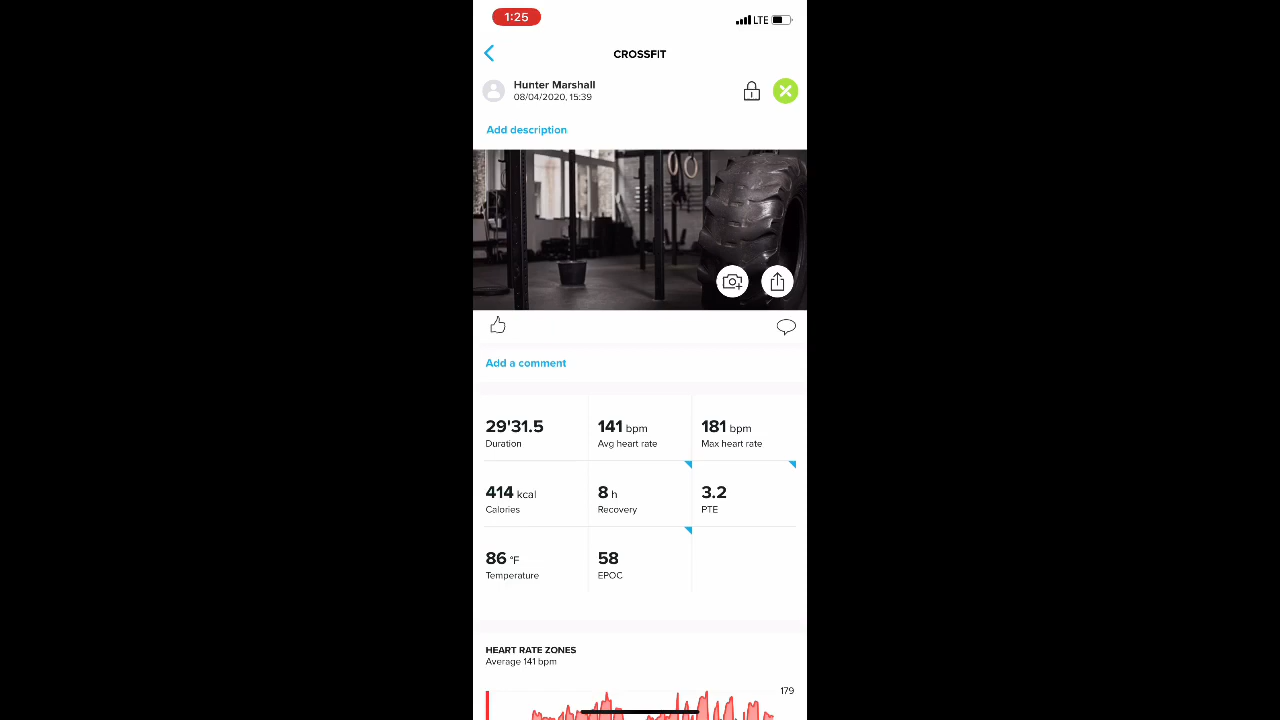 1:25
LTE
CROSSFIT
Hunter Marshall
08/04/2020, 15:39
Add description
Add a comment
29'31.5
Duration
141 bpm
Avg heart rate
181 bpm
Max heart rate
414 kcal
Calories
8 h
Recovery
3.2
PTE
86 °F
Temperature
58
EPOC
HEART RATE ZONES
Average 141 bpm
179